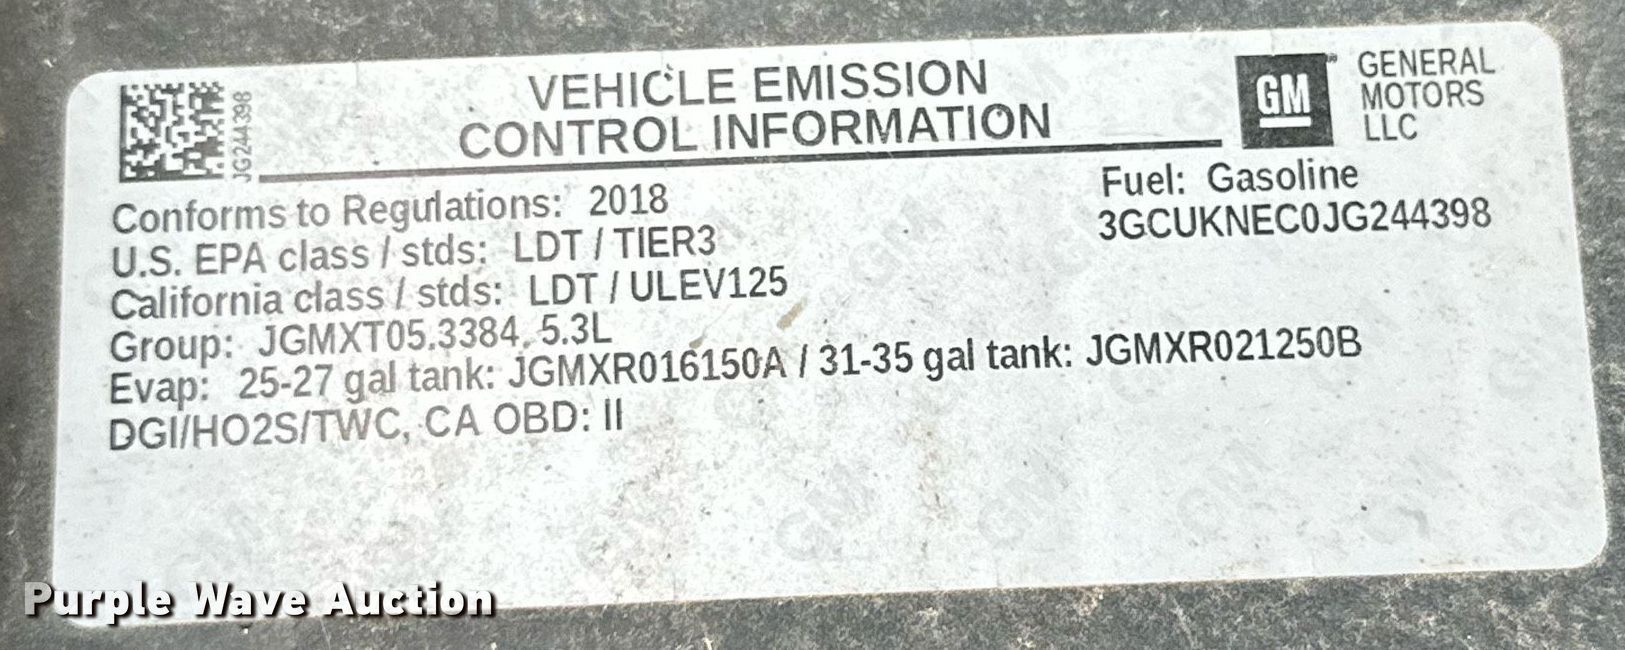 JG244398
VEHICLE EMISSION
CONTROL INFORMATION
GM
GENERAL
MOTORS
LLC
Conforms to Regulations: 2018
Fuel: Gasoline
U.S. EPA class / stds: LDT / TIER3
3GCUKNEC0JG244398
California class / stds: LDT / ULEV125
Group: JGMXT05.3384, 5.3L
Evap: 25-27 gal tank: JGMXR016150A / 31-35 gal tank: JGMXR021250B
DGI/HO2S/TWC, CA OBD: II
Purple Wave Auction